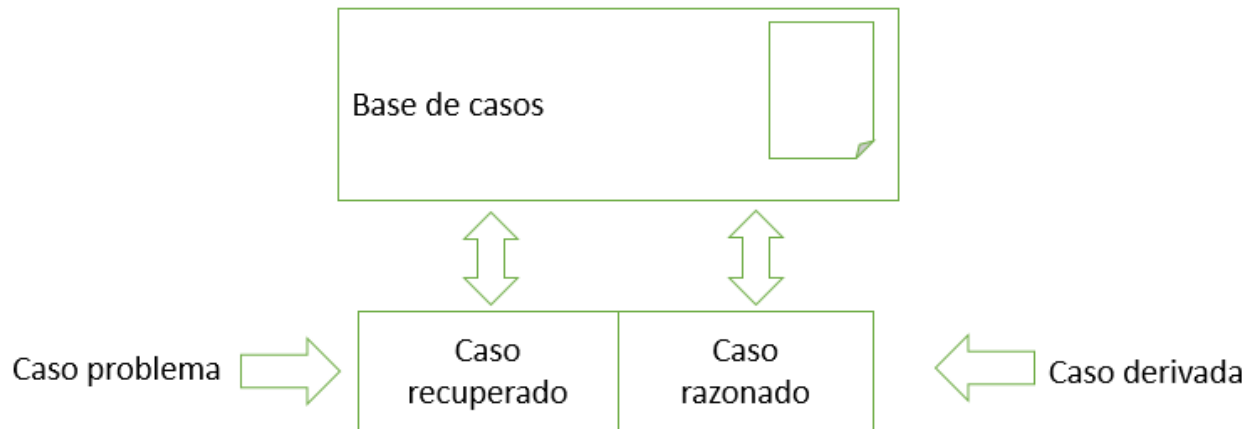 Base de casos
Caso problema
Caso
recuperado
Caso
razonado
Caso derivada